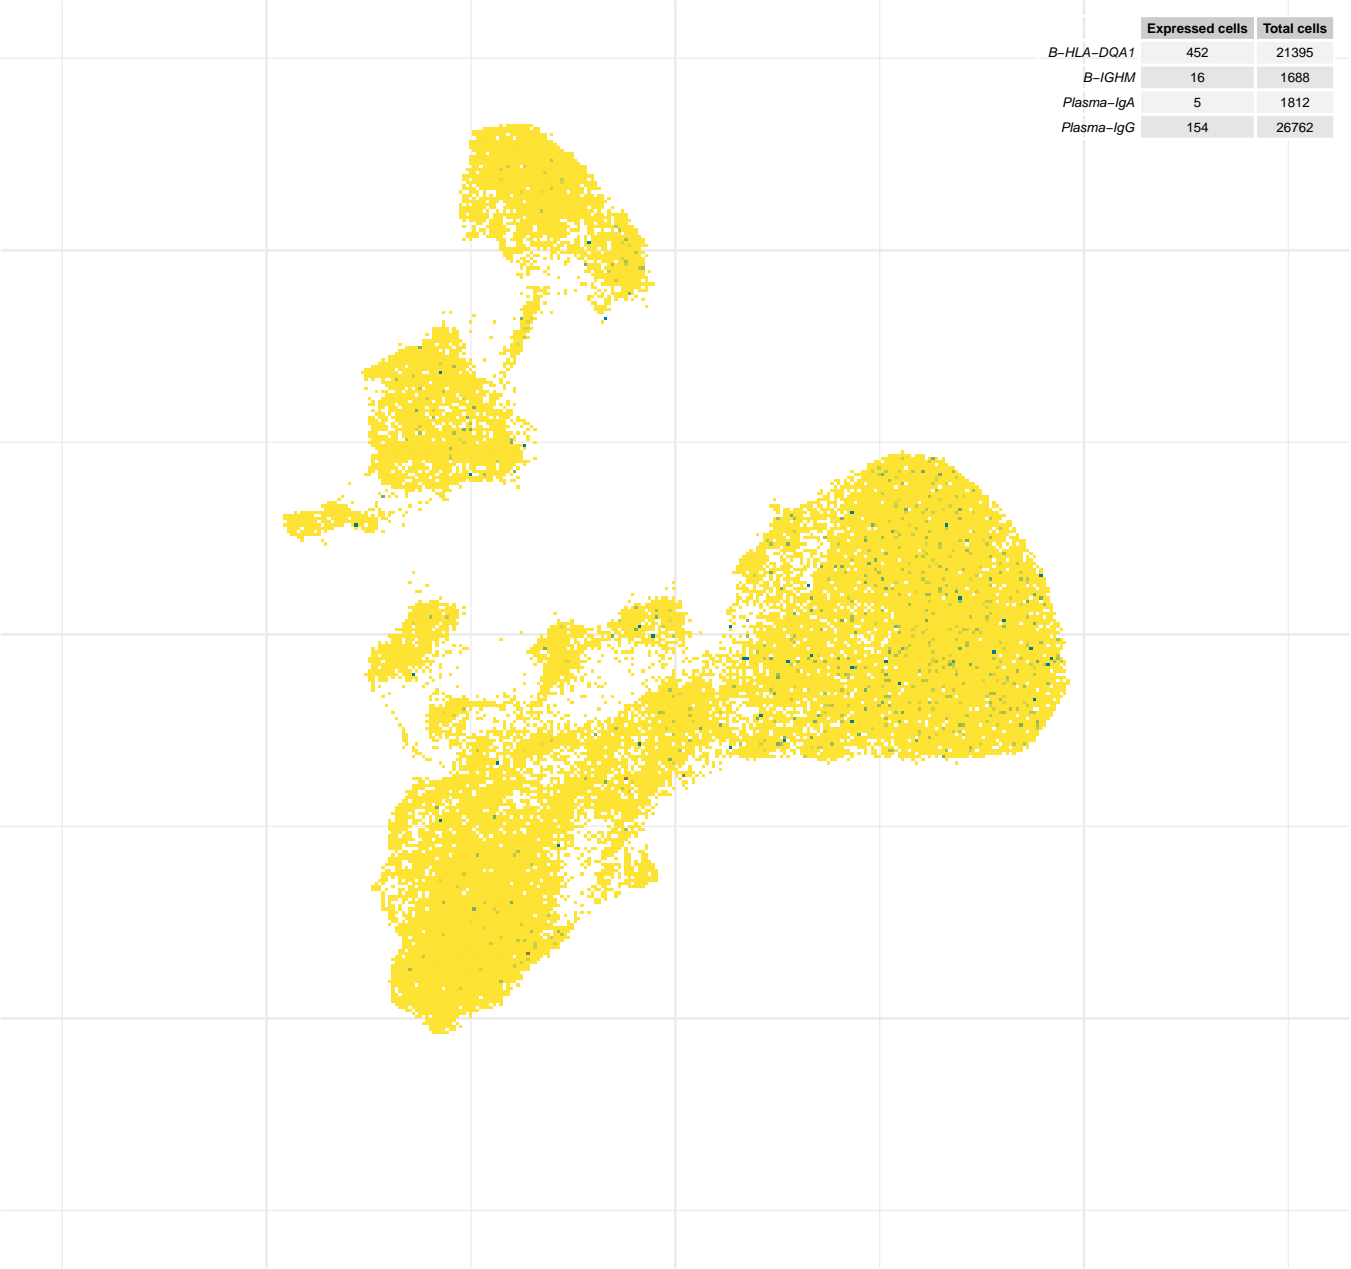 Expressed cells Total cells
B−HLA−DQA1 452 21395
B−IGHM 16 1688
Plasma−IgA 5 1812
Plasma−IgG 154 26762